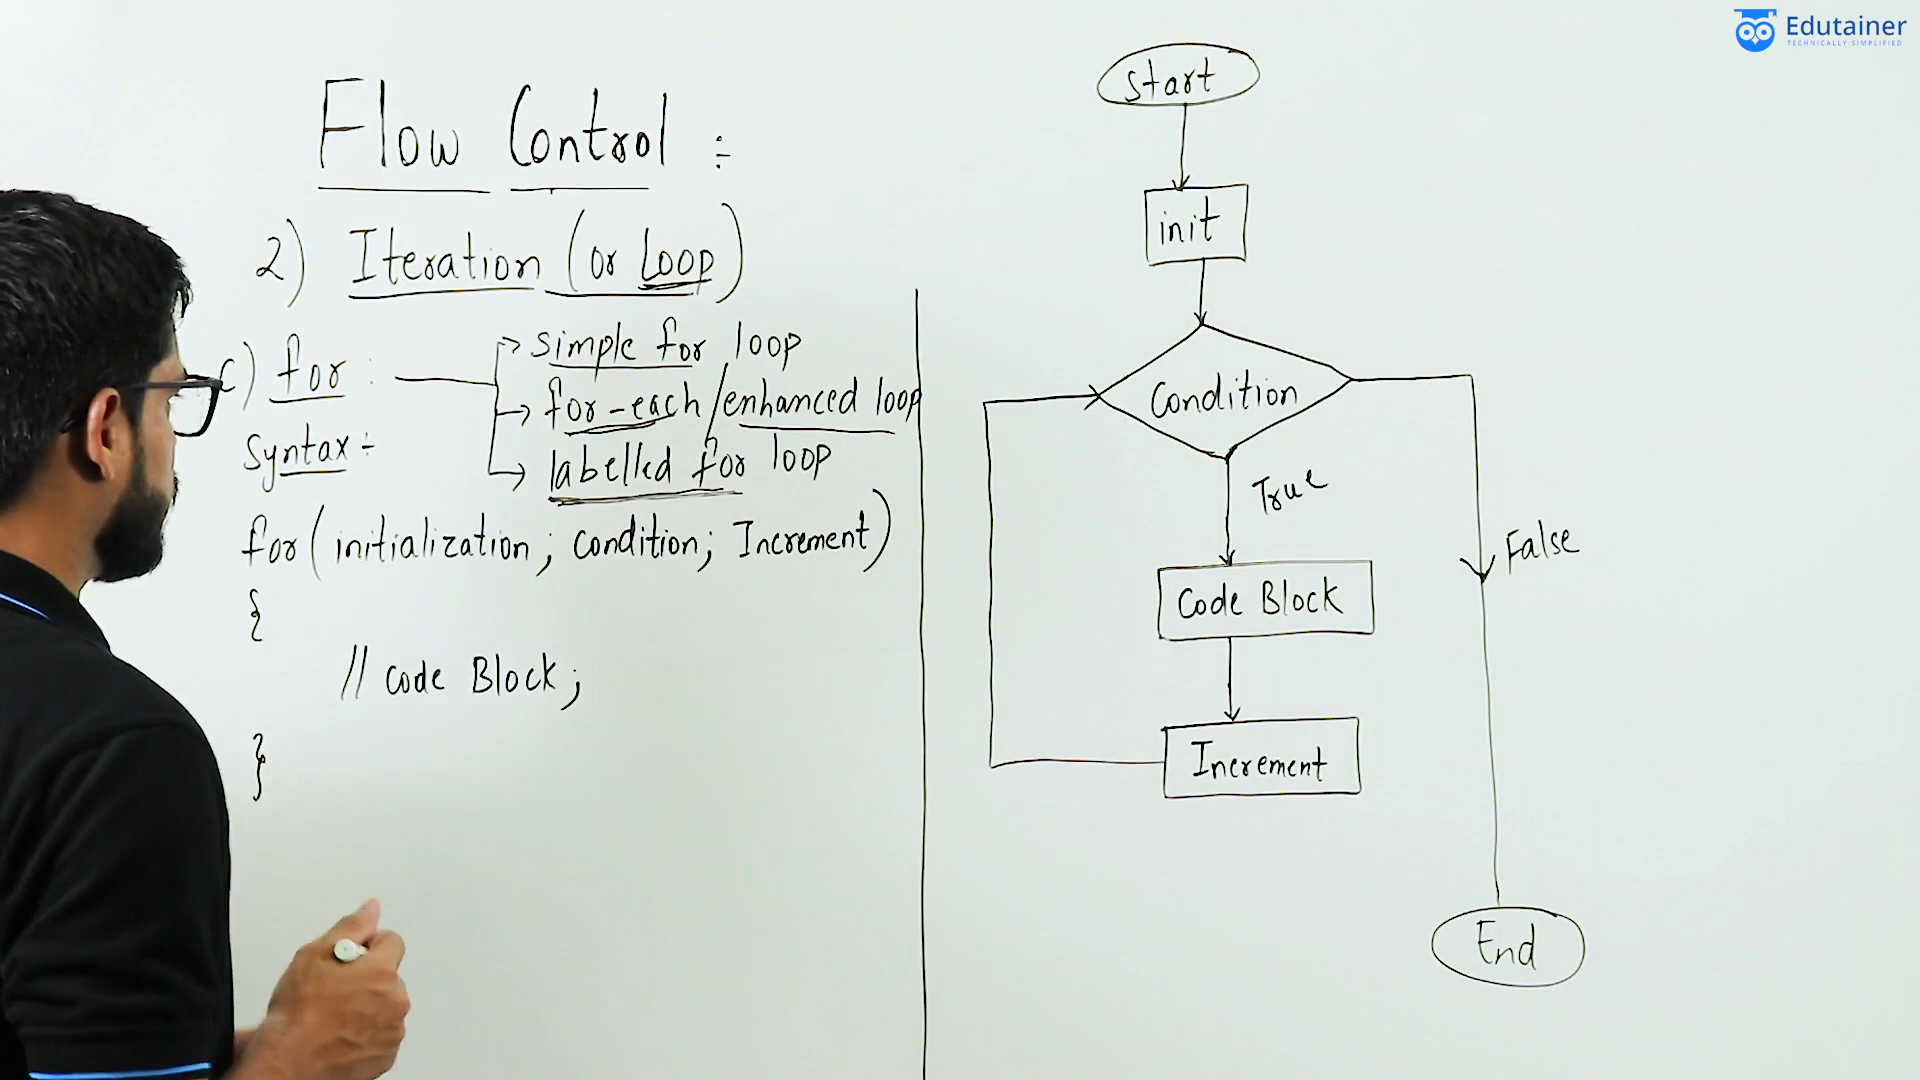 Edutainer
TECHNICALLY SIMPLIFIED
Flow Control :
2) Iteration (or Loop)
c) for :
simple for loop
for-each/enhanced loop
labelled for loop
Syntax :
for(initialization; condition; Increment)
{
// Code Block;
}
Start
init
Condition
True
False
Code Block
Increment
End